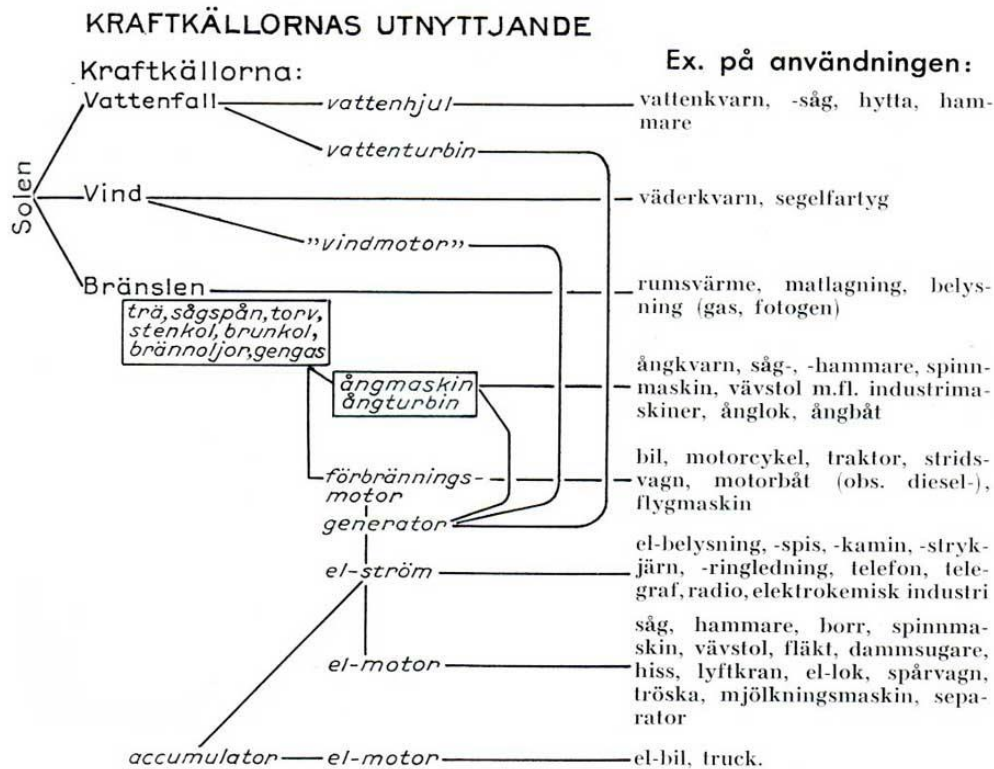 KRAFTKÄLLORNAS UTNYTTJANDE
Kraftkällorna:
Ex. på användningen:
Solen
Vattenfall
vattenhjul
vattenkvarn, -såg, hytta, ham-
mare
vattenturbin
Vind
väderkvarn, segelfartyg
"vindmotor"
Bränslen
rumsvärme, matlagning, belys-
ning (gas, fotogen)
trä, sågspån, torv,
stenkol, brunkol,
brännoljor, gengas
ångmaskin
ångturbin
ångkvarn, såg-, -hammare, spinn-
maskin, vävstol m.fl. industrima-
skiner, ånglok, ångbåt
förbrännings-
motor
bil, motorcykel, traktor, strids-
vagn, motorbåt (obs. diesel-),
flygmaskin
generator
el-ström
el-belysning, -spis, -kamin, -stryk-
järn, -ringledning, telefon, tele-
graf, radio, elektrokemisk industri
el-motor
såg, hammare, borr, spinnma-
skin, vävstol, fläkt, dammsugare,
hiss, lyftkran, el-lok, spårvagn,
tröska, mjölkningsmaskin, sepa-
rator
accumulator
el-motor
el-bil, truck.